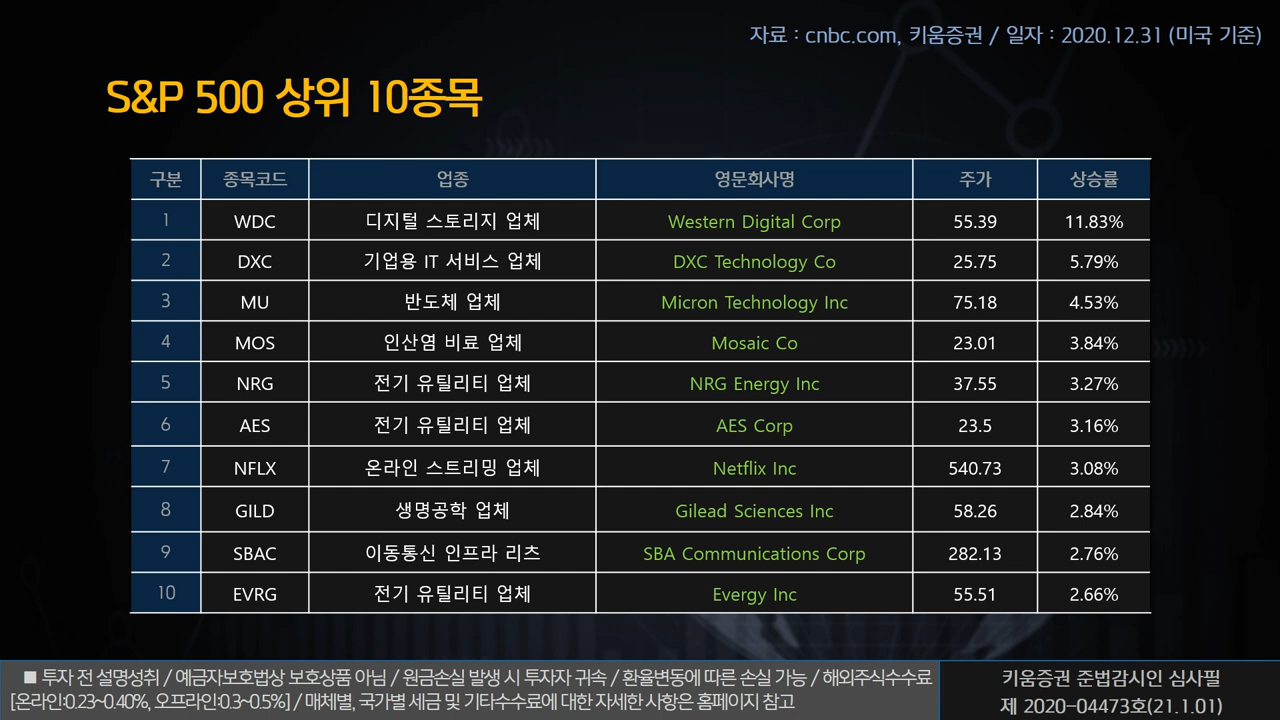 자료 : cnbc.com, 키움증권 / 일자 : 2020.12.31 (미국 기준)
S&P 500 상위 10종목
구분 종목코드 업종 영문회사명 주가 상승률
1 WDC 디지털 스토리지 업체 Western Digital Corp 55.39 11.83%
2 DXC 기업용 IT 서비스 업체 DXC Technology Co 25.75 5.79%
3 MU 반도체 업체 Micron Technology Inc 75.18 4.53%
4 MOS 인산염 비료 업체 Mosaic Co 23.01 3.84%
5 NRG 전기 유틸리티 업체 NRG Energy Inc 37.55 3.27%
6 AES 전기 유틸리티 업체 AES Corp 23.5 3.16%
7 NFLX 온라인 스트리밍 업체 Netflix Inc 540.73 3.08%
8 GILD 생명공학 업체 Gilead Sciences Inc 58.26 2.84%
9 SBAC 이동통신 인프라 리츠 SBA Communications Corp 282.13 2.76%
10 EVRG 전기 유틸리티 업체 Evergy Inc 55.51 2.66%
■ 투자 전 설명성취 / 예금자보호법상 보호상품 아님 / 원금손실 발생 시 투자자 귀속 / 환율변동에 따른 손실 가능 / 해외주식수수료
[온라인:0.23~0.40%, 오프라인:0.3~0.5%] / 매체별, 국가별 세금 및 기타수수료에 대한 자세한 사항은 홈페이지 참고
키움증권 준법감시인 심사필
제 2020-04473호(21.1.01)